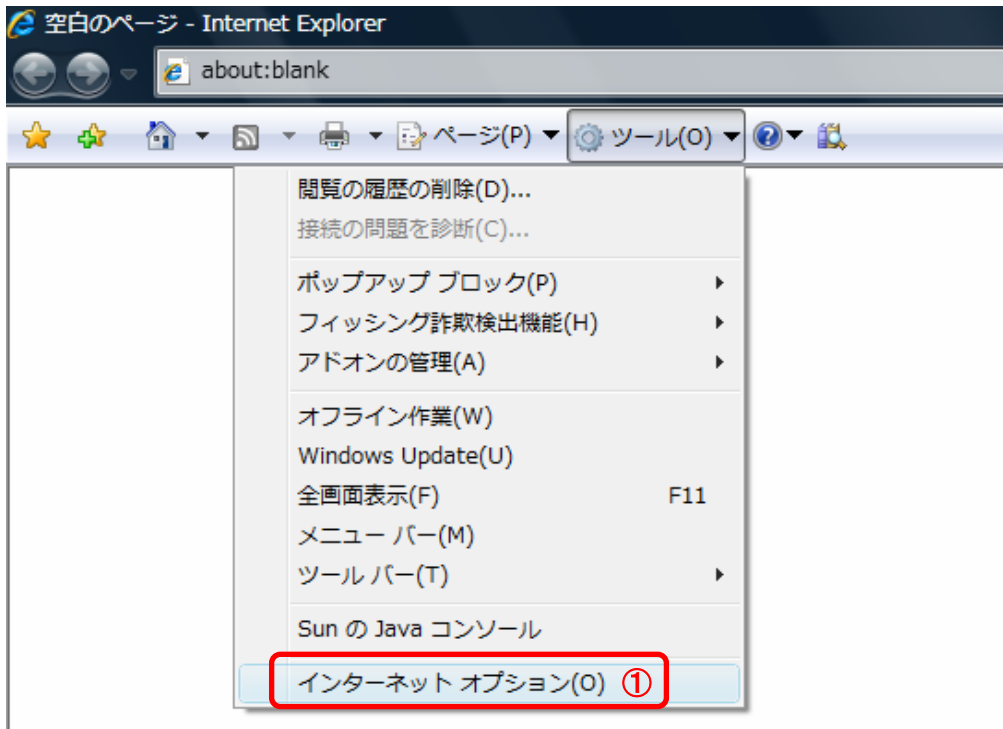 空白のページ - Internet Explorer
about:blank
ページ(P) ツール(O)
閲覧の履歴の削除(D)...
接続の問題を診断(C)...
ポップアップ ブロック(P)
フィッシング詐欺検出機能(H)
アドオンの管理(A)
オフライン作業(W)
Windows Update(U)
全画面表示(F) F11
メニュー バー(M)
ツール バー(T)
Sun の Java コンソール
インターネット オプション(O) ①